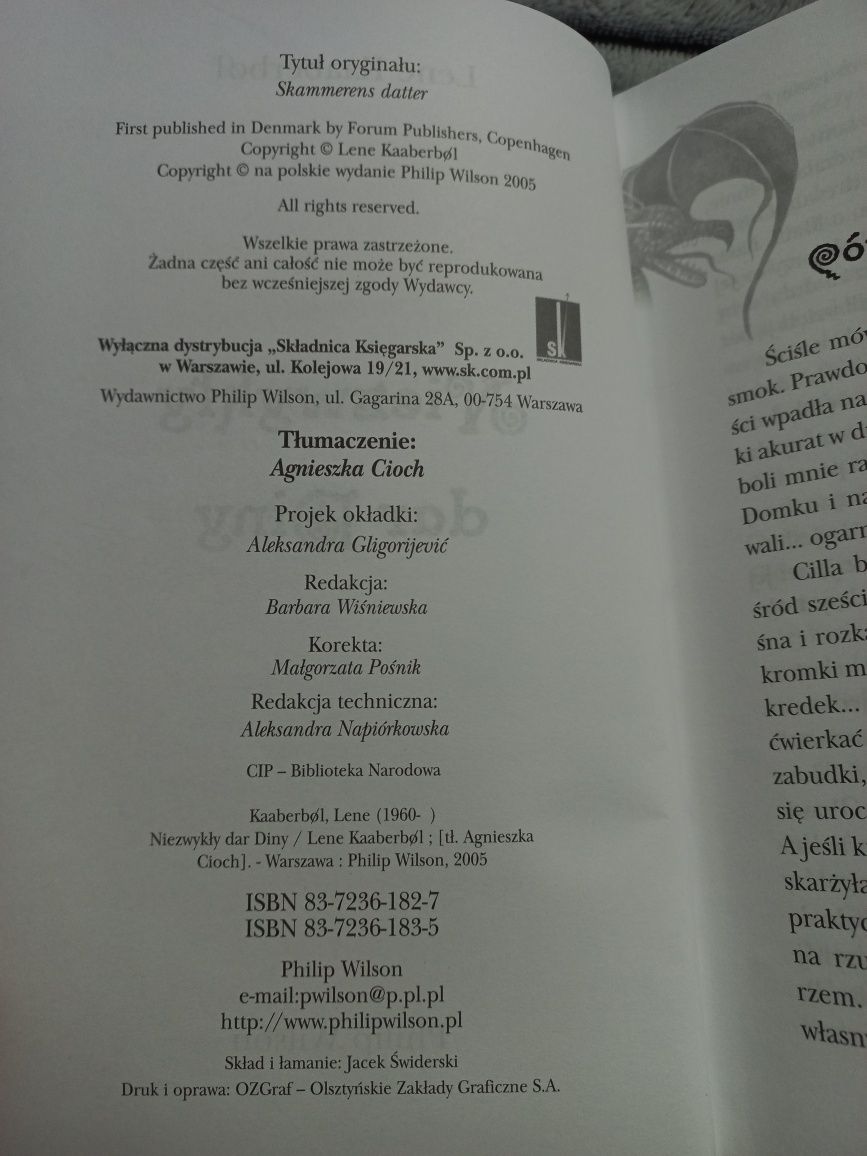 Tytuł oryginału:
Skammerens datter
First published in Denmark by Forum Publishers, Copenhagen
Copyright © Lene Kaaberbøl
Copyright © na polskie wydanie Philip Wilson 2005
All rights reserved.
Wszelkie prawa zastrzeżone.
Żadna część ani całość nie może być reprodukowana
bez wcześniejszej zgody Wydawcy.
Wyłączna dystrybucja „Składnica Księgarska” Sp. z o.o.
w Warszawie, ul. Kolejowa 19/21, www.sk.com.pl
sk
SKŁADNICA KSIĘGARSKA
Wydawnictwo Philip Wilson, ul. Gagarina 28A, 00-754 Warszawa
Tłumaczenie:
Agnieszka Cioch
Projek okładki:
Aleksandra Gligorijević
Redakcja:
Barbara Wiśniewska
Korekta:
Małgorzata Pośnik
Redakcja techniczna:
Aleksandra Napiórkowska
CIP – Biblioteka Narodowa
Kaaberbøl, Lene (1960- )
Niezwykły dar Diny / Lene Kaaberbøl ; [tł. Agnieszka
Cioch]. - Warszawa : Philip Wilson, 2005
ISBN 83-7236-182-7
ISBN 83-7236-183-5
Philip Wilson
e-mail:pwilson@p.pl.pl
http://www.philipwilson.pl
Skład i łamanie: Jacek Świderski
Druk i oprawa: OZGraf – Olsztyńskie Zakłady Graficzne S.A.
Ściśle mów
smok. Prawdo
ści wpadła na
ki akurat w d
boli mnie ra
Domku i na
wali... ogarn
Cilla b
śród sześci
śna i rozka
kromki m
kredek...
ćwierkać
zabudki,
się uroc
A jeśli k
skarżyła
praktyc
na rzu
rzem.
własn